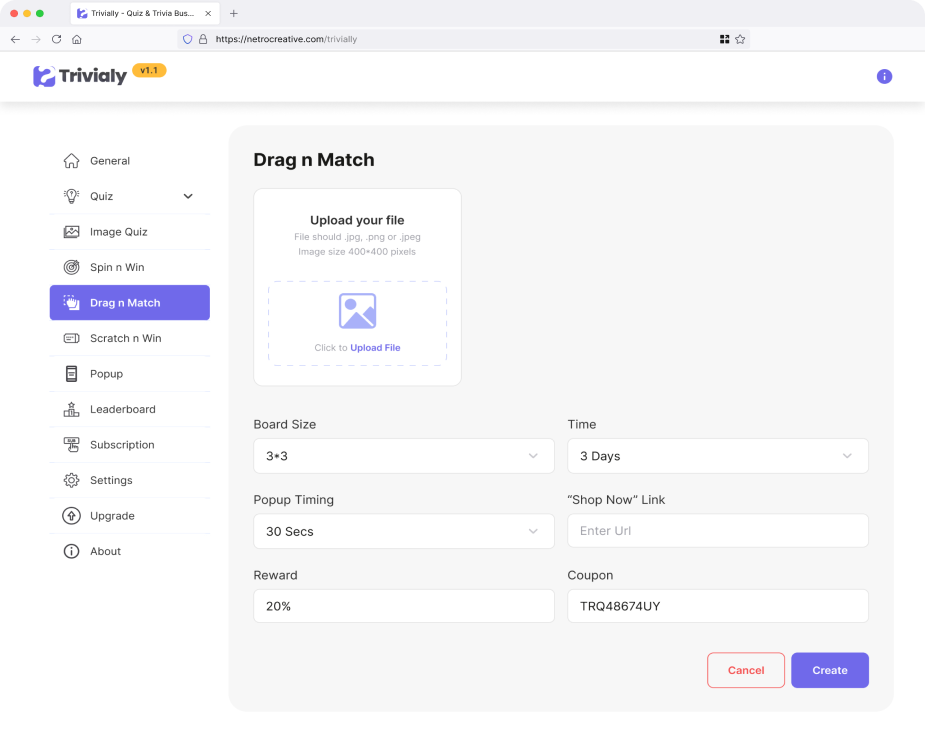 Trivially - Quiz & Trivia Bus...
https://netrocreative.com/trivially
Trivialy v1.1
General
Quiz
Image Quiz
Spin n Win
Drag n Match
Scratch n Win
Popup
Leaderboard
Subscription
Settings
Upgrade
About
Drag n Match
Upload your file
File should .jpg, .png or .jpeg
Image size 400*400 pixels
Click to Upload File
Board Size
Time
3*3
3 Days
Popup Timing
“Shop Now” Link
30 Secs
Enter Url
Reward
Coupon
20%
TRQ48674UY
Cancel
Create